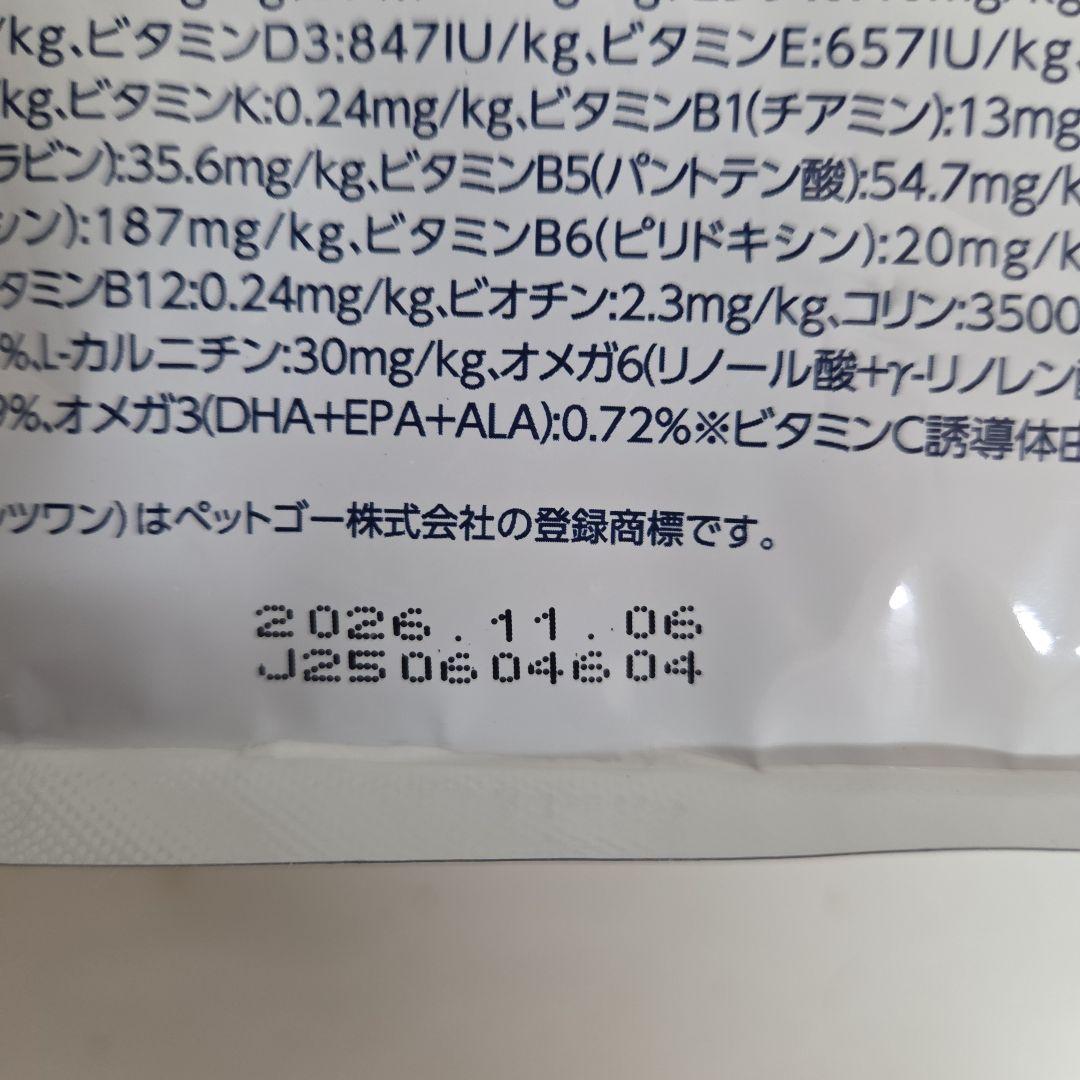 /kg、ビタミンD3:847IU/kg、ビタミンE:657IU/kg、
/kg、ビタミンK:0.24mg/kg、ビタミンB1(チアミン):13mg
ラビン):35.6mg/kg、ビタミンB5(パントテン酸):54.7mg/k
シン):187mg/kg、ビタミンB6(ピリドキシン):20mg/k
タミンB12:0.24mg/kg、ビオチン:2.3mg/kg、コリン:3500
%、L-カルニチン:30mg/kg、オメガ6(リノール酸+γ-リノレン
9%、オメガ3(DHA+EPA+ALA):0.72%※ビタミンC誘導体由
ツワン)はペットゴー株式会社の登録商標です。
2026.11.06
J250604604